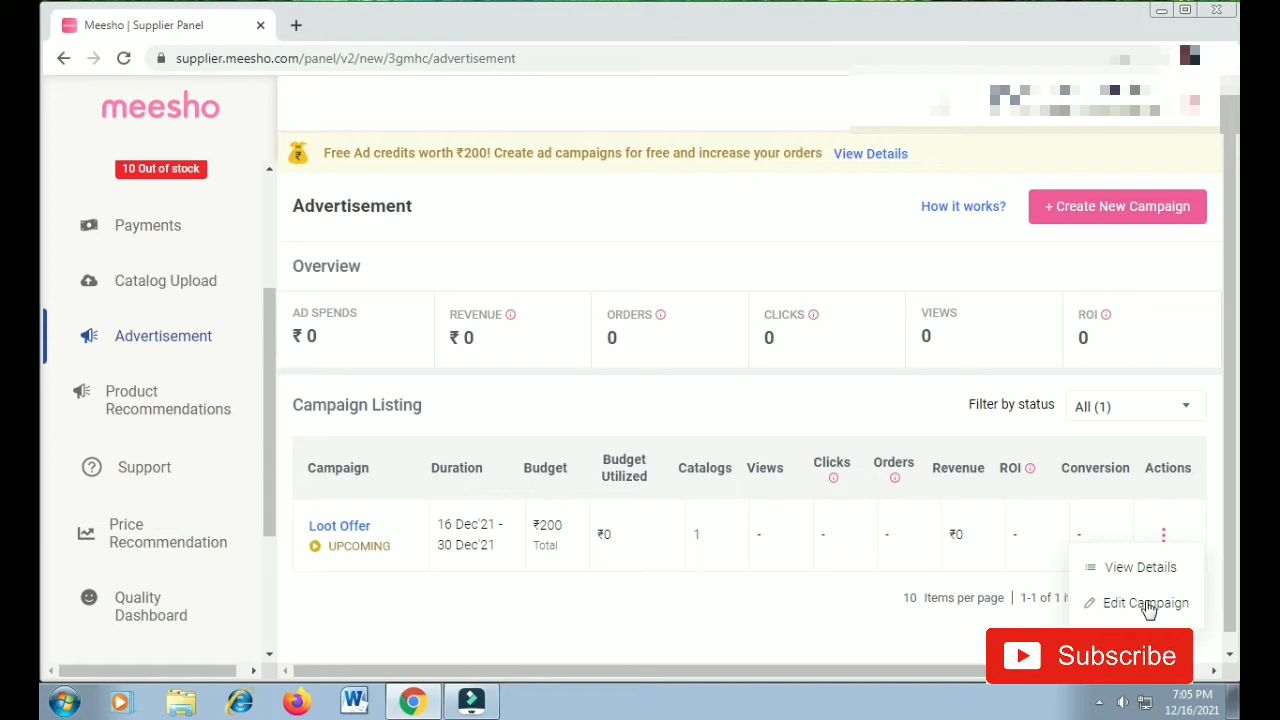 Meesho | Supplier Panel
supplier.meesho.com/panel/v2/new/3gmhc/advertisement
meesho
10 Out of stock
Payments
Catalog Upload
Advertisement
Product
Recommendations
Support
Price
Recommendation
Quality
Dashboard
Free Ad credits worth ₹200! Create ad campaigns for free and increase your orders View Details
Advertisement
How it works?
+ Create New Campaign
Overview
AD SPENDS
₹ 0
REVENUE
₹ 0
ORDERS
0
CLICKS
0
VIEWS
0
ROI
0
Campaign Listing
Filter by status
All (1)
Campaign
Duration
Budget
Budget
Utilized
Catalogs
Views
Clicks
Orders
Revenue
ROI
Conversion
Actions
Loot Offer
UPCOMING
16 Dec'21 -
30 Dec'21
₹200
Total
₹0
1
-
-
-
₹0
-
-
View Details
Edit Campaign
10 Items per page | 1-1 of 1
Subscribe
7:05 PM
12/16/2021